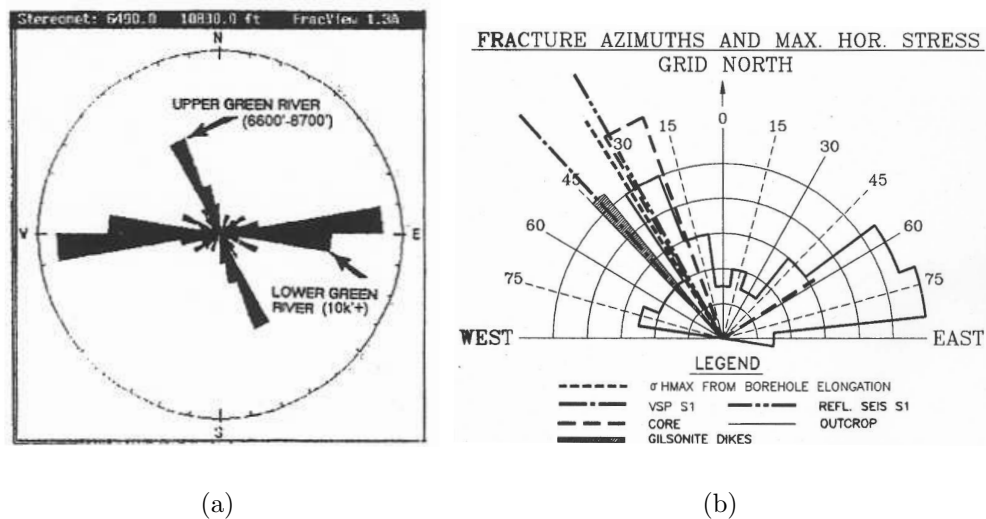 Stereonet: 6490.0 10830.0 ft FracView 1.3A
N
UPPER GREEN RIVER
(6600'-8700')
V
E
LOWER GREEN
RIVER (10k'+)
S
(a)
FRACTURE AZIMUTHS AND MAX. HOR. STRESS
GRID NORTH
0
15
15
30
30
45
45
60
60
75
75
WEST
EAST
LEGEND
σ HMAX FROM BOREHOLE ELONGATION
VSP S1
REFL. SEIS S1
CORE
OUTCROP
GILSONITE DIKES
(b)